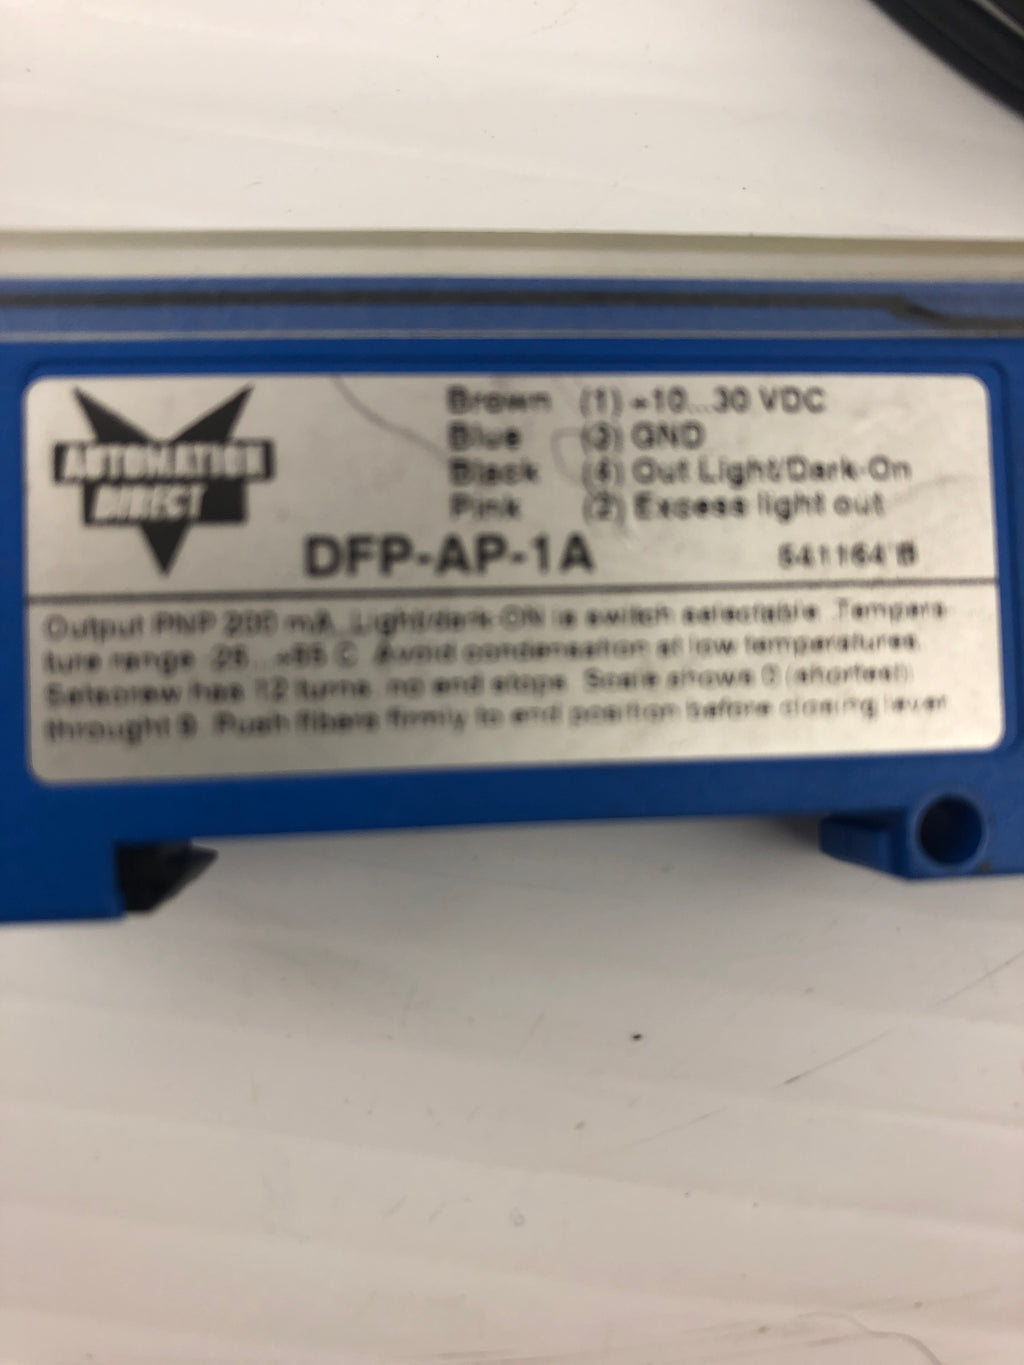 AUTOMATION
DIRECT
Brown (1) +10...30 VDC
Blue (3) GND
Black (4) Out Light/Dark-On
Pink (2) Excess light out
DFP-AP-1A
541164 B
Output PNP 200 mA. Light/dark-ON is switch selectable. Tempera-
ture range -25...+55 C. Avoid condensation at low temperatures.
Setscrew has 12 turns, no end stops. Scale shows 0 (shortest)
throught 9. Push fibers firmly to end position before closing lever.